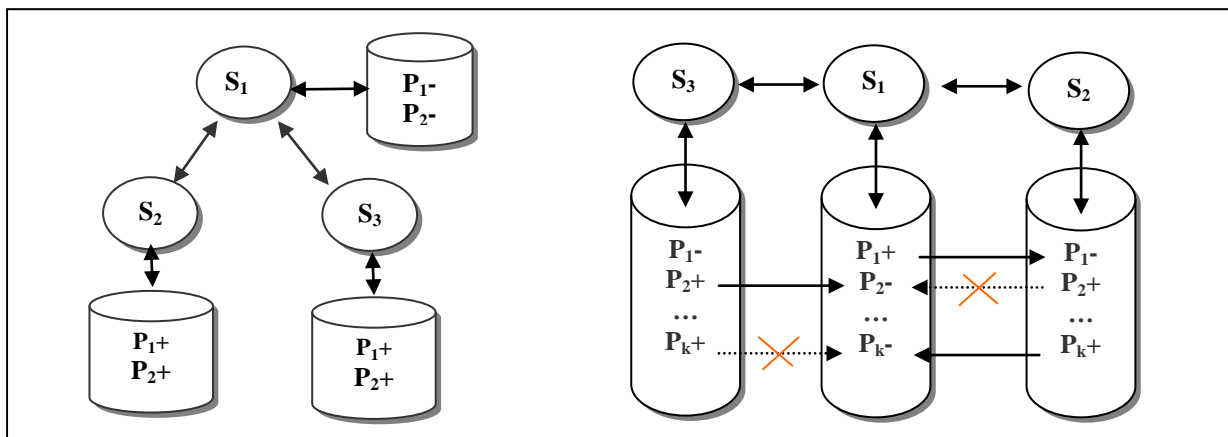 S₁
P₁-
P₂-
S₂
S₃
P₁+
P₂+
P₁+
P₂+
S₃
S₁
S₂
P₁-
P₂+
...
Pₖ+
P₁+
P₂-
...
Pₖ-
P₁-
P₂+
...
Pₖ+